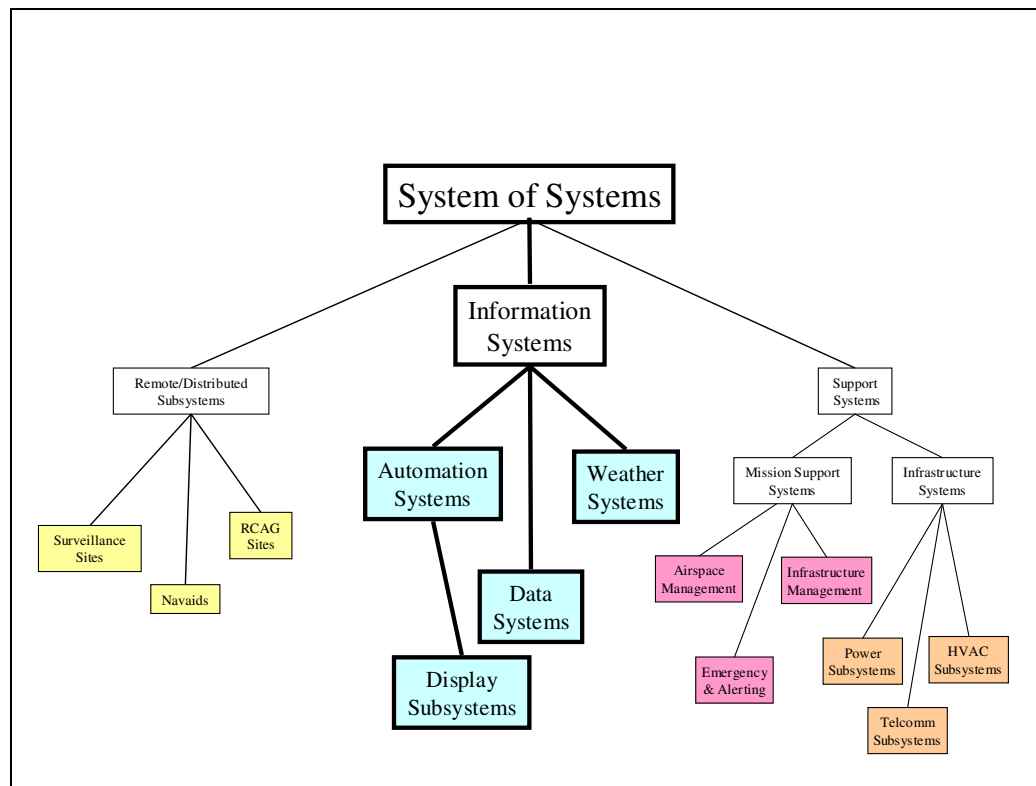 System of Systems
Information
Systems
Remote/Distributed
Subsystems
Support
Systems
Automation
Systems
Weather
Systems
Mission Support
Systems
Infrastructure
Systems
Surveillance
Sites
RCAG
Sites
Navaids
Data
Systems
Display
Subsystems
Airspace
Management
Infrastructure
Management
Emergency
& Alerting
Power
Subsystems
HVAC
Subsystems
Telcomm
Subsystems